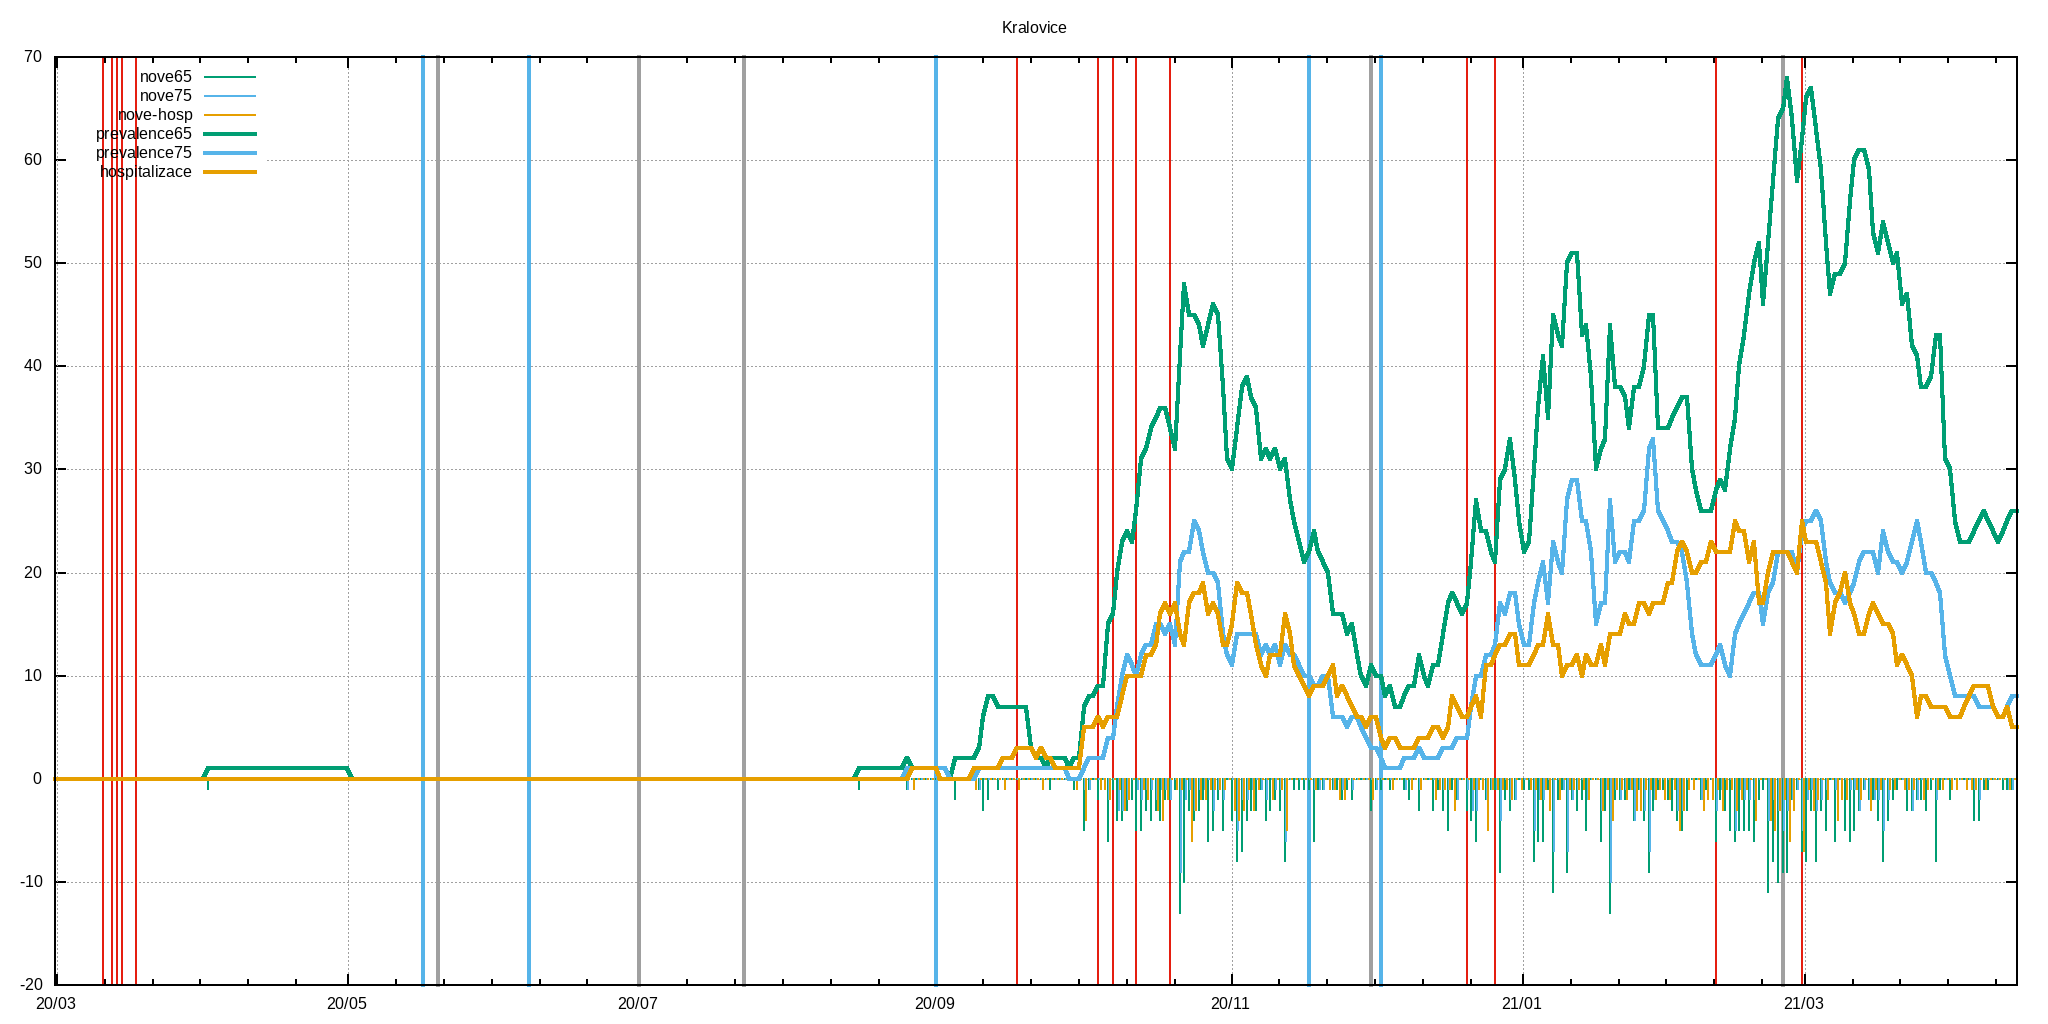 Kralovice
70
nove65
nove75
nove-hosp
prevalence65
prevalence75
hospitalizace
60
50
40
30
20
10
0
-10
-20
20/03 20/05 20/07 20/09 20/11 21/01 21/03